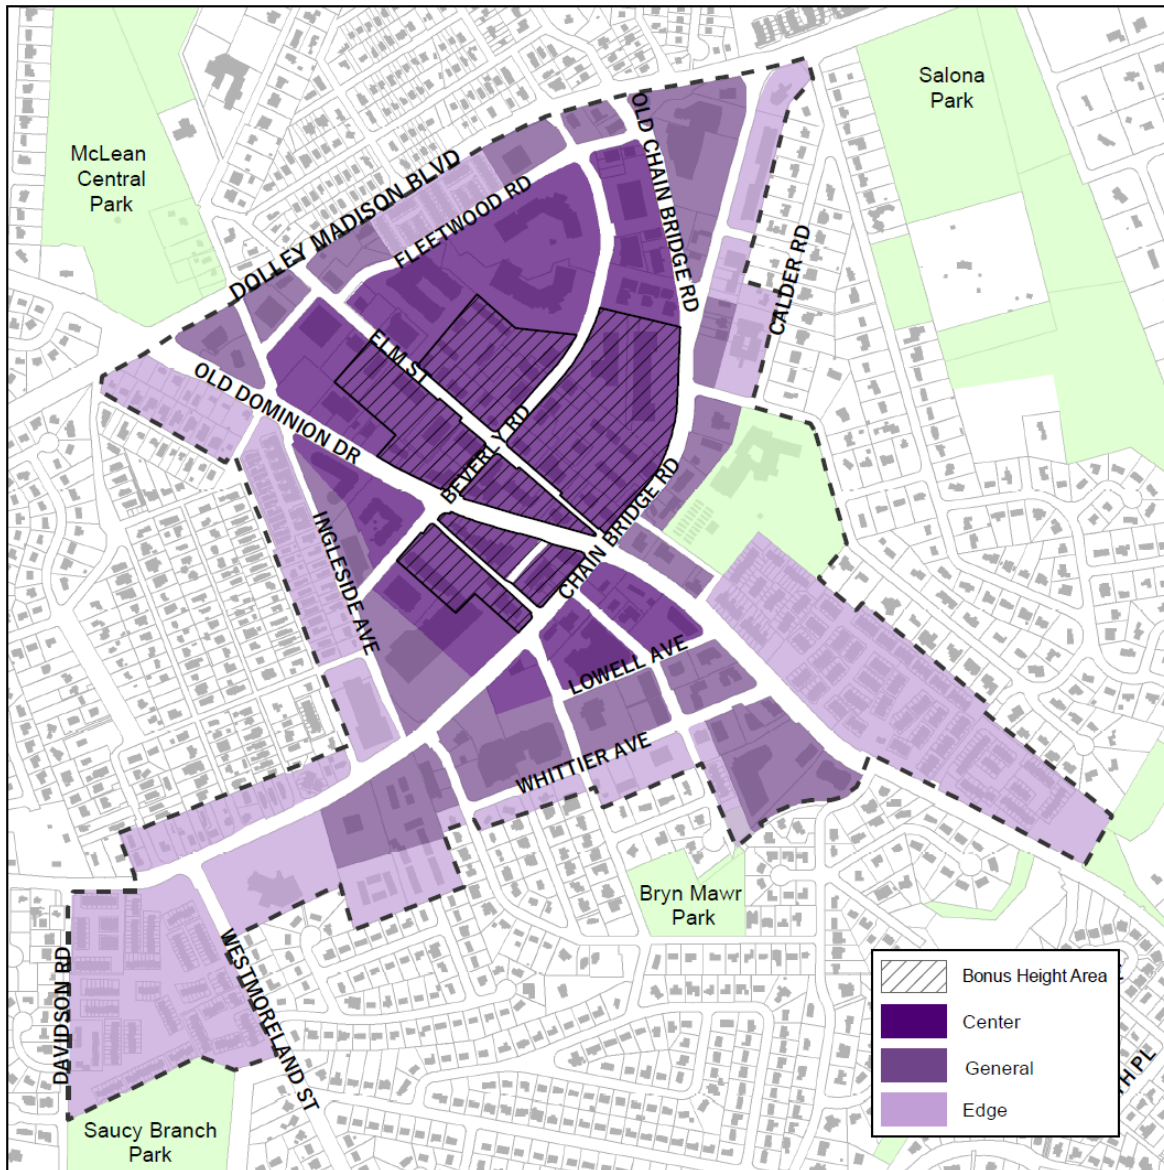 Salona
Park
McLean
Central
Park
DOLLEY MADISON BLVD
FLEETWOOD RD
OLD CHAIN BRIDGE RD
CALDER RD
ELM ST
OLD DOMINION DR
BEVERLY RD
INGLESIDE AVE
CHAIN BRIDGE RD
LOWELL AVE
WHITTIER AVE
Bryn Mawr
Park
WESTMORELAND ST
DAVIDSON RD
Saucy Branch
Park
Bonus Height Area
Center
General
Edge